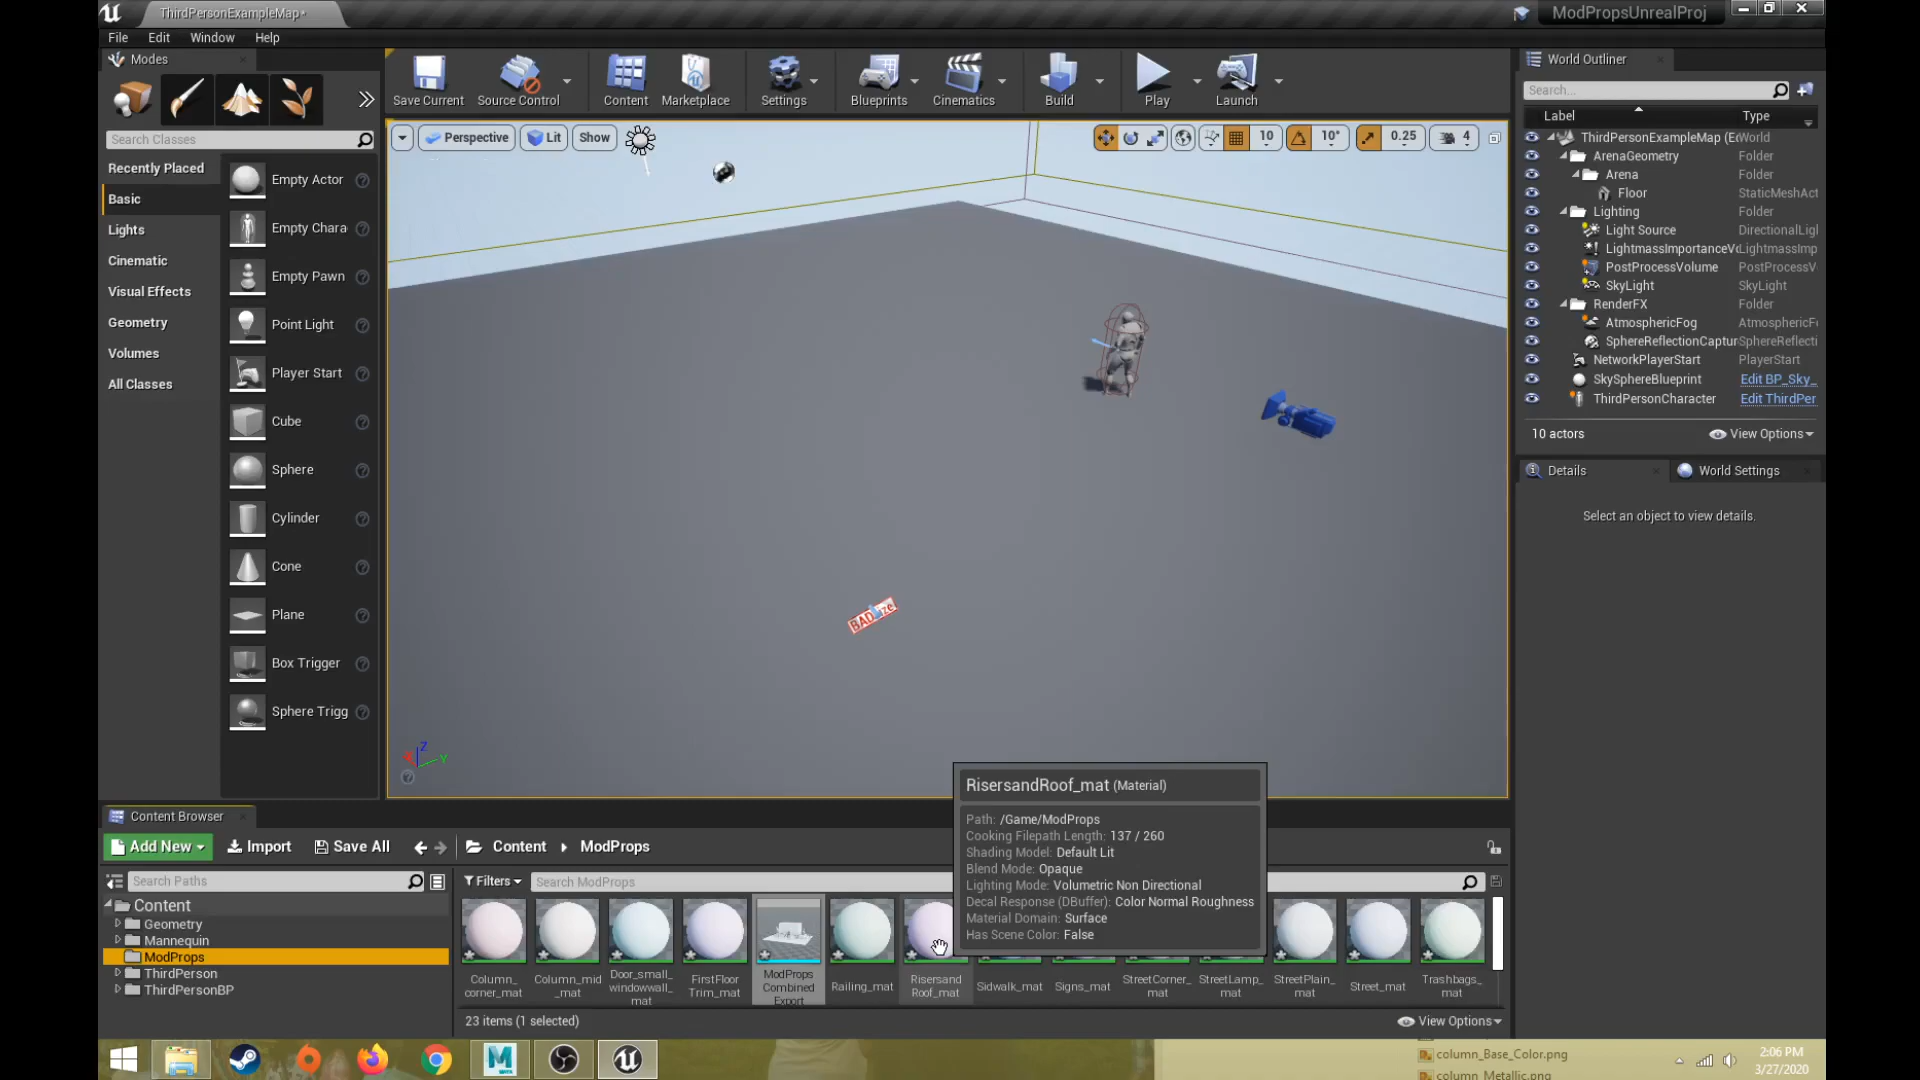 ThirdPersonExampleMap*
ModPropsUnrealProj
File Edit Window Help
Modes
Save Current
Source Control
Content
Marketplace
Settings
Blueprints
Cinematics
Build
Play
Launch
Search Classes
Recently Placed
Basic
Lights
Cinematic
Visual Effects
Geometry
Volumes
All Classes
Empty Actor
Empty Chara
Empty Pawn
Point Light
Player Start
Cube
Sphere
Cylinder
Cone
Plane
Box Trigger
Sphere Trigg
Perspective Lit Show
10 10° 0.25 4
Z
Y
World Outliner
Search...
Label Type
ThirdPersonExampleMap (E World
ArenaGeometry Folder
Arena Folder
Floor StaticMeshAct
Lighting Folder
Light Source DirectionalLigh
LightmassImportanceV LightmassImp
PostProcessVolume PostProcessV
SkyLight SkyLight
RenderFX Folder
AtmosphericFog AtmosphericF
SphereReflectionCaptur SphereReflecti
NetworkPlayerStart PlayerStart
SkySphereBlueprint Edit BP_Sky_
ThirdPersonCharacter Edit ThirdPer
10 actors View Options
Details World Settings
Select an object to view details.
RisersandRoof_mat (Material)
Path: /Game/ModProps
Cooking Filepath Length: 137 / 260
Shading Model: Default Lit
Blend Mode: Opaque
Lighting Mode: Volumetric Non Directional
Decal Response (DBuffer): Color Normal Roughness
Material Domain: Surface
Has Scene Color: False
Content Browser
Add New Import Save All Content ModProps
Search Paths
Filters Search ModProps
Content
Geometry
Mannequin
ModProps
ThirdPerson
ThirdPersonBP
Column_
corner_mat
Column_mid
_mat
Door_small_
windowwall_
mat
FirstFloor
Trim_mat
ModProps
Combined
Export
Railing_mat
Risersand
Roof_mat
Sidwalk_mat
Signs_mat
StreetCorner_
mat
StreetLamp_
mat
StreetPlain_
mat
Street_mat
Trashbags_
mat
23 items (1 selected) View Options
column_Base_Color.png
column_Metallic.png
2:06 PM
3/27/2020